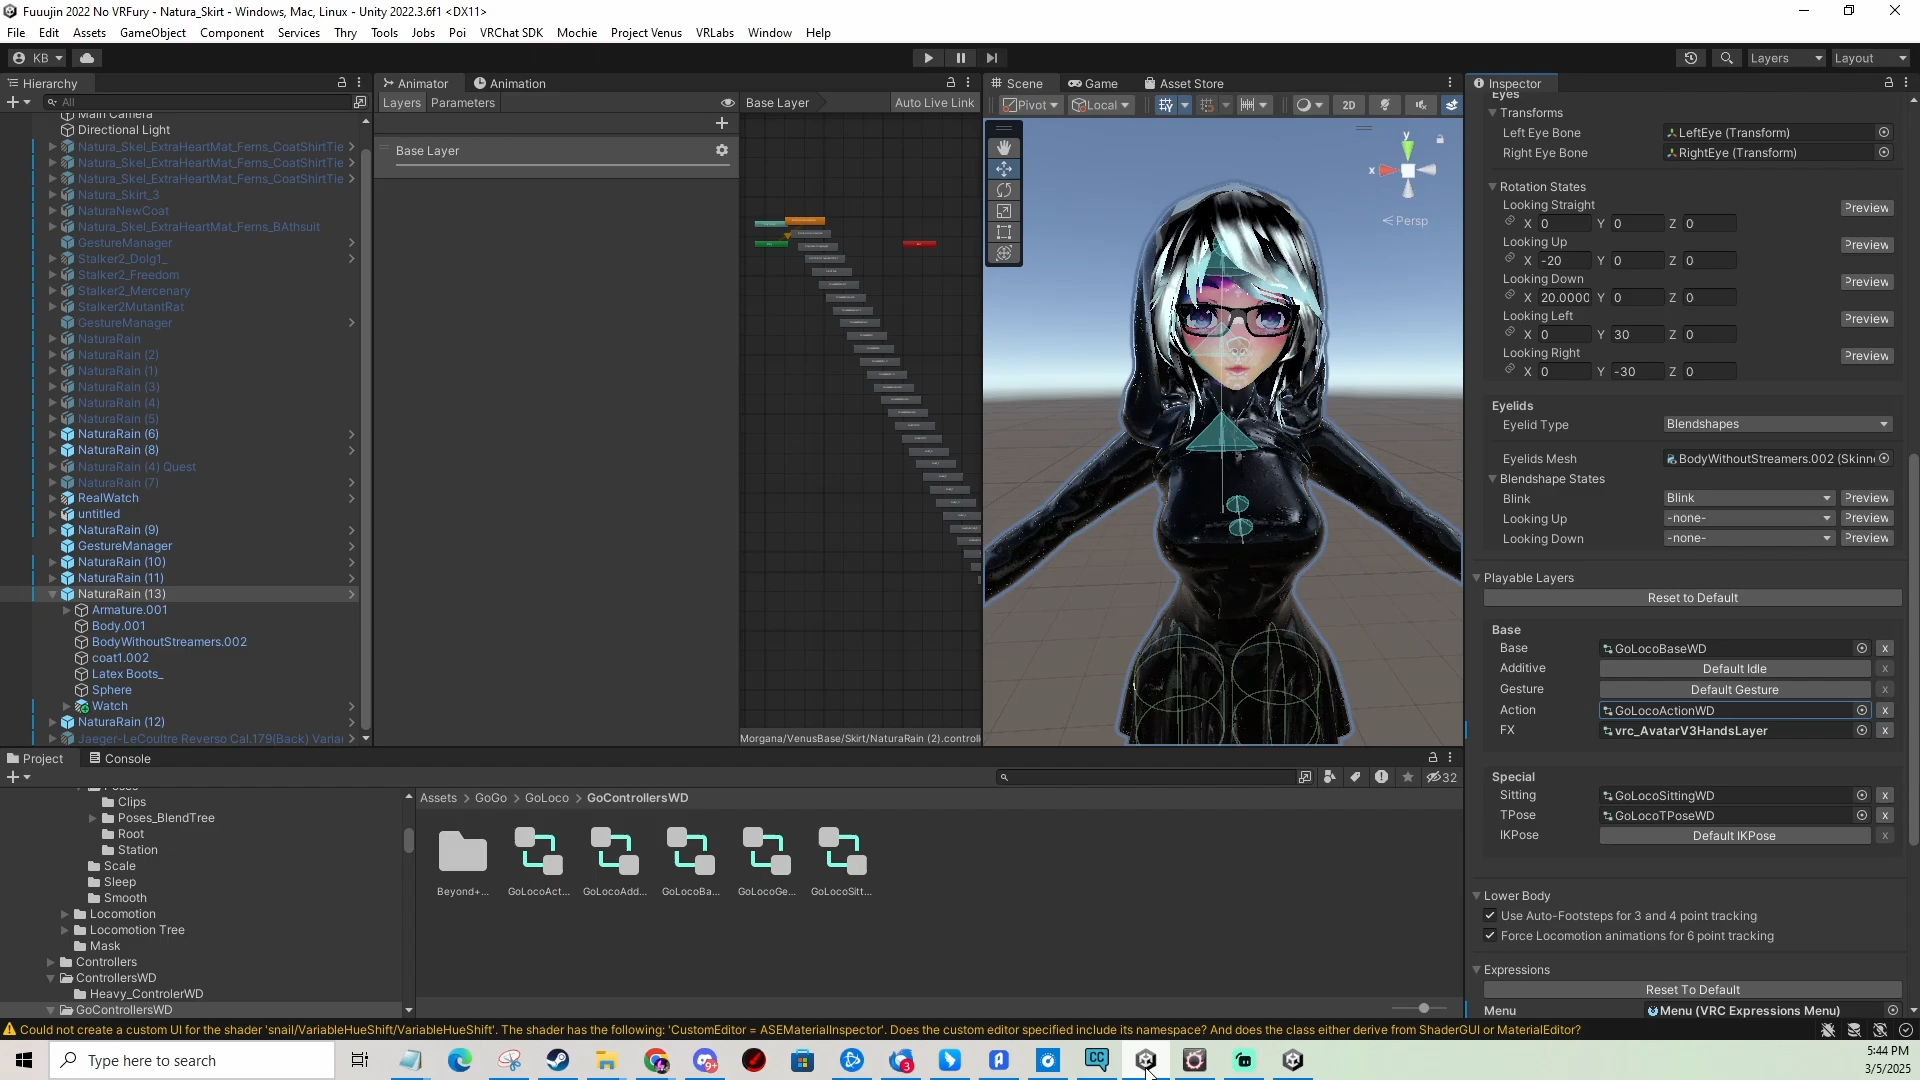 Fuuujin 2022 No VRFury - Natura_Skirt - Windows, Mac, Linux - Unity 2022.3.6f1 <DX11>
File Edit Assets GameObject Component Services Thry Tools Jobs Poi VRChat SDK Mochie Project Venus VRLabs Window Help
KB Layers Layout
Hierarchy
All
Main Camera
Directional Light
Natura_Skel_ExtraHeartMat_Ferns_CoatShirtTie
Natura_Skel_ExtraHeartMat_Ferns_CoatShirtTie
Natura_Skel_ExtraHeartMat_Ferns_CoatShirtTie
Natura_Skirt_3
NaturaNewCoat
Natura_Skel_ExtraHeartMat_Ferns_BAthsuit
GestureManager
Stalker2_Dolg1_
Stalker2_Freedom
Stalker2_Mercenary
Stalker2MutantRat
GestureManager
NaturaRain
NaturaRain (2)
NaturaRain (1)
NaturaRain (3)
NaturaRain (4)
NaturaRain (5)
NaturaRain (6)
NaturaRain (8)
NaturaRain (4) Quest
NaturaRain (7)
RealWatch
untitled
NaturaRain (9)
GestureManager
NaturaRain (10)
NaturaRain (11)
NaturaRain (13)
Armature.001
Body.001
BodyWithoutStreamers.002
coat1.002
Latex Boots_
Sphere
Watch
NaturaRain (12)
Jaeger-LeCoultre Reverso Cal.179(Back) Varia
Animator Animation
Layers Parameters Base Layer Auto Live Link
Base Layer
Morgana/VenusBase/Skirt/NaturaRain (2).controll
Scene Game Asset Store
Pivot Local 2D
y
x
Persp
Inspector
Eyes
Transforms
Left Eye Bone LeftEye (Transform)
Right Eye Bone RightEye (Transform)
Rotation States
Looking Straight
X 0 Y 0 Z 0 Preview
Looking Up
X -20 Y 0 Z 0 Preview
Looking Down
X 20.0000 Y 0 Z 0 Preview
Looking Left
X 0 Y 30 Z 0 Preview
Looking Right
X 0 Y -30 Z 0 Preview
Eyelids
Eyelid Type Blendshapes
Eyelids Mesh BodyWithoutStreamers.002 (Skinn
Blendshape States
Blink Blink Preview
Looking Up -none- Preview
Looking Down -none- Preview
Playable Layers
Reset to Default
Base
Base GoLocoBaseWD x
Additive Default Idle x
Gesture Default Gesture x
Action GoLocoActionWD x
FX vrc_AvatarV3HandsLayer x
Special
Sitting GoLocoSittingWD x
TPose GoLocoTPoseWD x
IKPose Default IKPose x
Lower Body
Use Auto-Footsteps for 3 and 4 point tracking
Force Locomotion animations for 6 point tracking
Expressions
Reset To Default
Menu Menu (VRC Expressions Menu)
Project Console
32
Poses
Clips
Poses_BlendTree
Root
Station
Scale
Sleep
Smooth
Locomotion
Locomotion Tree
Mask
Controllers
ControllersWD
Heavy_ControlerWD
GoControllersWD
Assets > GoGo > GoLoco > GoControllersWD
Beyond+... GoLocoAct... GoLocoAdd... GoLocoBa... GoLocoGe... GoLocoSitt...
Could not create a custom UI for the shader 'snail/VariableHueShift/VariableHueShift'. The shader has the following: 'CustomEditor = ASEMaterialInspector'. Does the custom editor specified include its namespace? And does the class either derive from ShaderGUI or MaterialEditor?
Type here to search
9+
3
CC
5:44 PM
3/5/2025